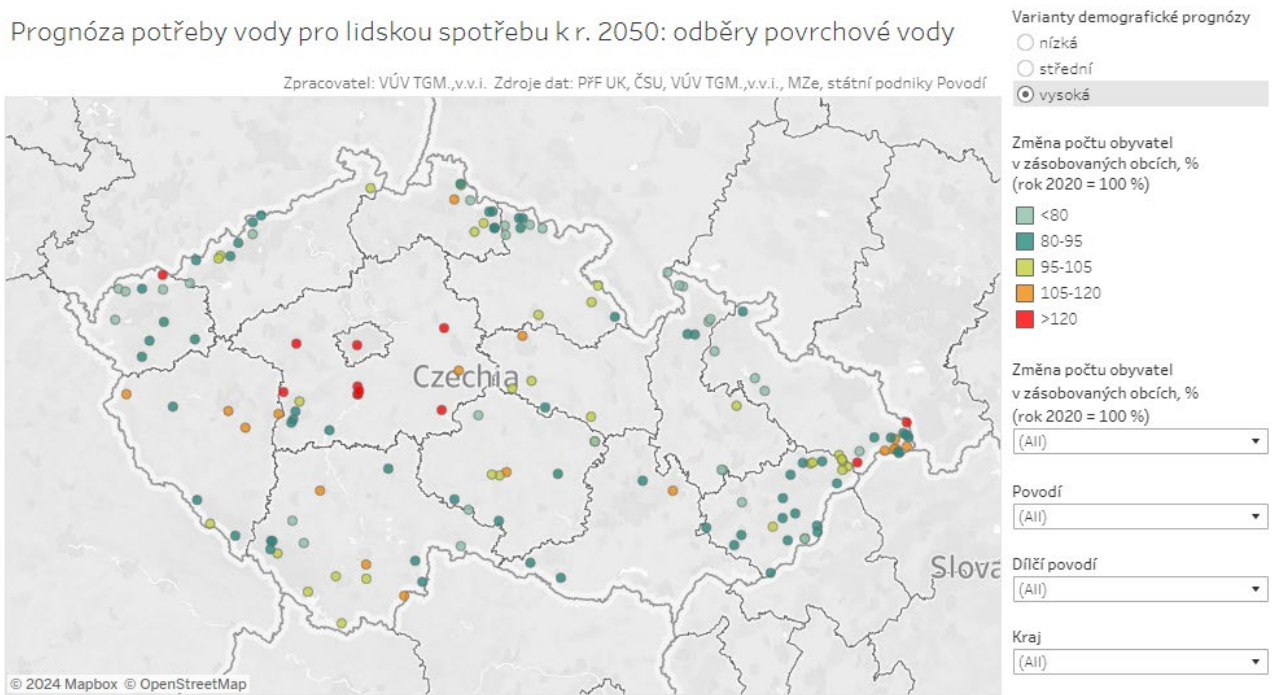 Prognóza potřeby vody pro lidskou spotřebu k r. 2050: odběry povrchové vody
Zpracovatel: VÚV TGM.,v.v.i. Zdroje dat: PřF UK, ČSU, VÚV TGM.,v.v.i., MZe, státní podniky Povodí
Czechia
Slova
© 2024 Mapbox © OpenStreetMap
Varianty demografické prognózy
nízká
střední
vysoká
Změna počtu obyvatel
v zásobovaných obcích, %
(rok 2020 = 100 %)
<80
80-95
95-105
105-120
>120
Změna počtu obyvatel
v zásobovaných obcích, %
(rok 2020 = 100 %)
(All)
Povodí
(All)
Dílčí povodí
(All)
Kraj
(All)